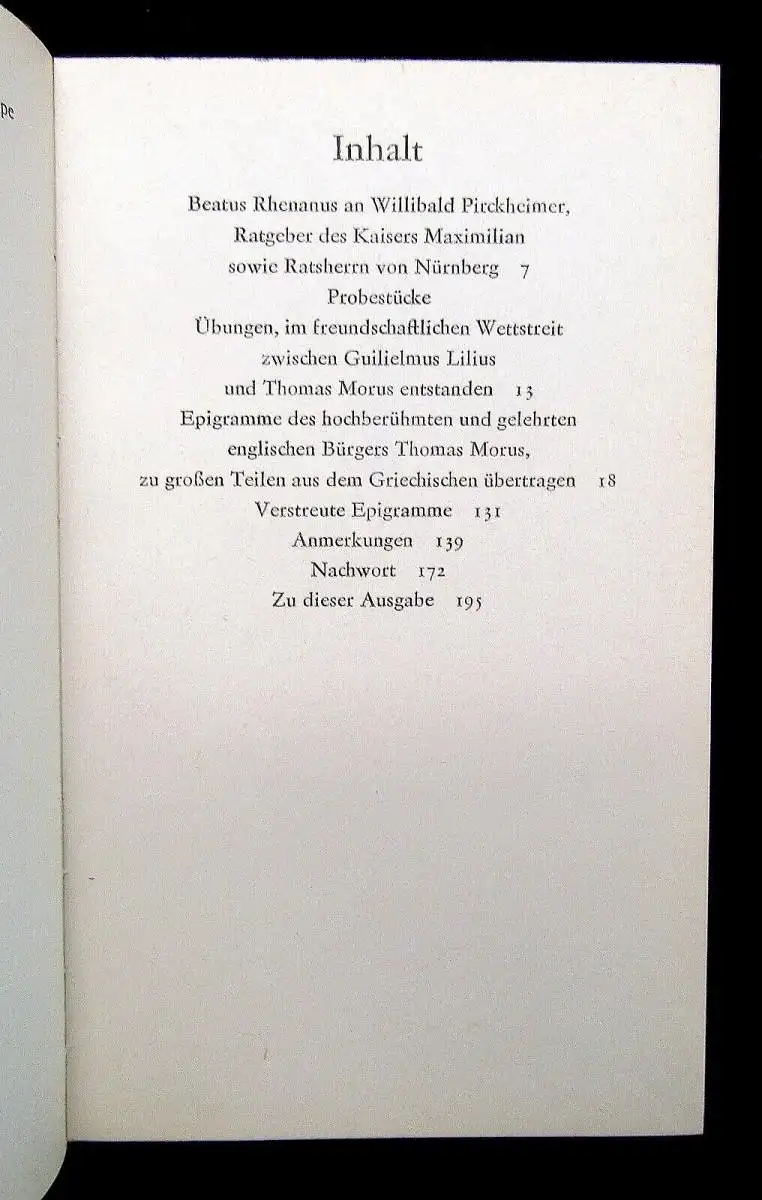 pe
Inhalt
Beatus Rhenanus an Willibald Pirckheimer,
Ratgeber des Kaisers Maximilian
sowie Ratsherrn von Nürnberg 7
Probestücke
Übungen, im freundschaftlichen Wettstreit
zwischen Guilielmus Lilius
und Thomas Morus entstanden 13
Epigramme des hochberühmten und gelehrten
englischen Bürgers Thomas Morus,
zu großen Teilen aus dem Griechischen übertragen 18
Verstreute Epigramme 131
Anmerkungen 139
Nachwort 172
Zu dieser Ausgabe 195